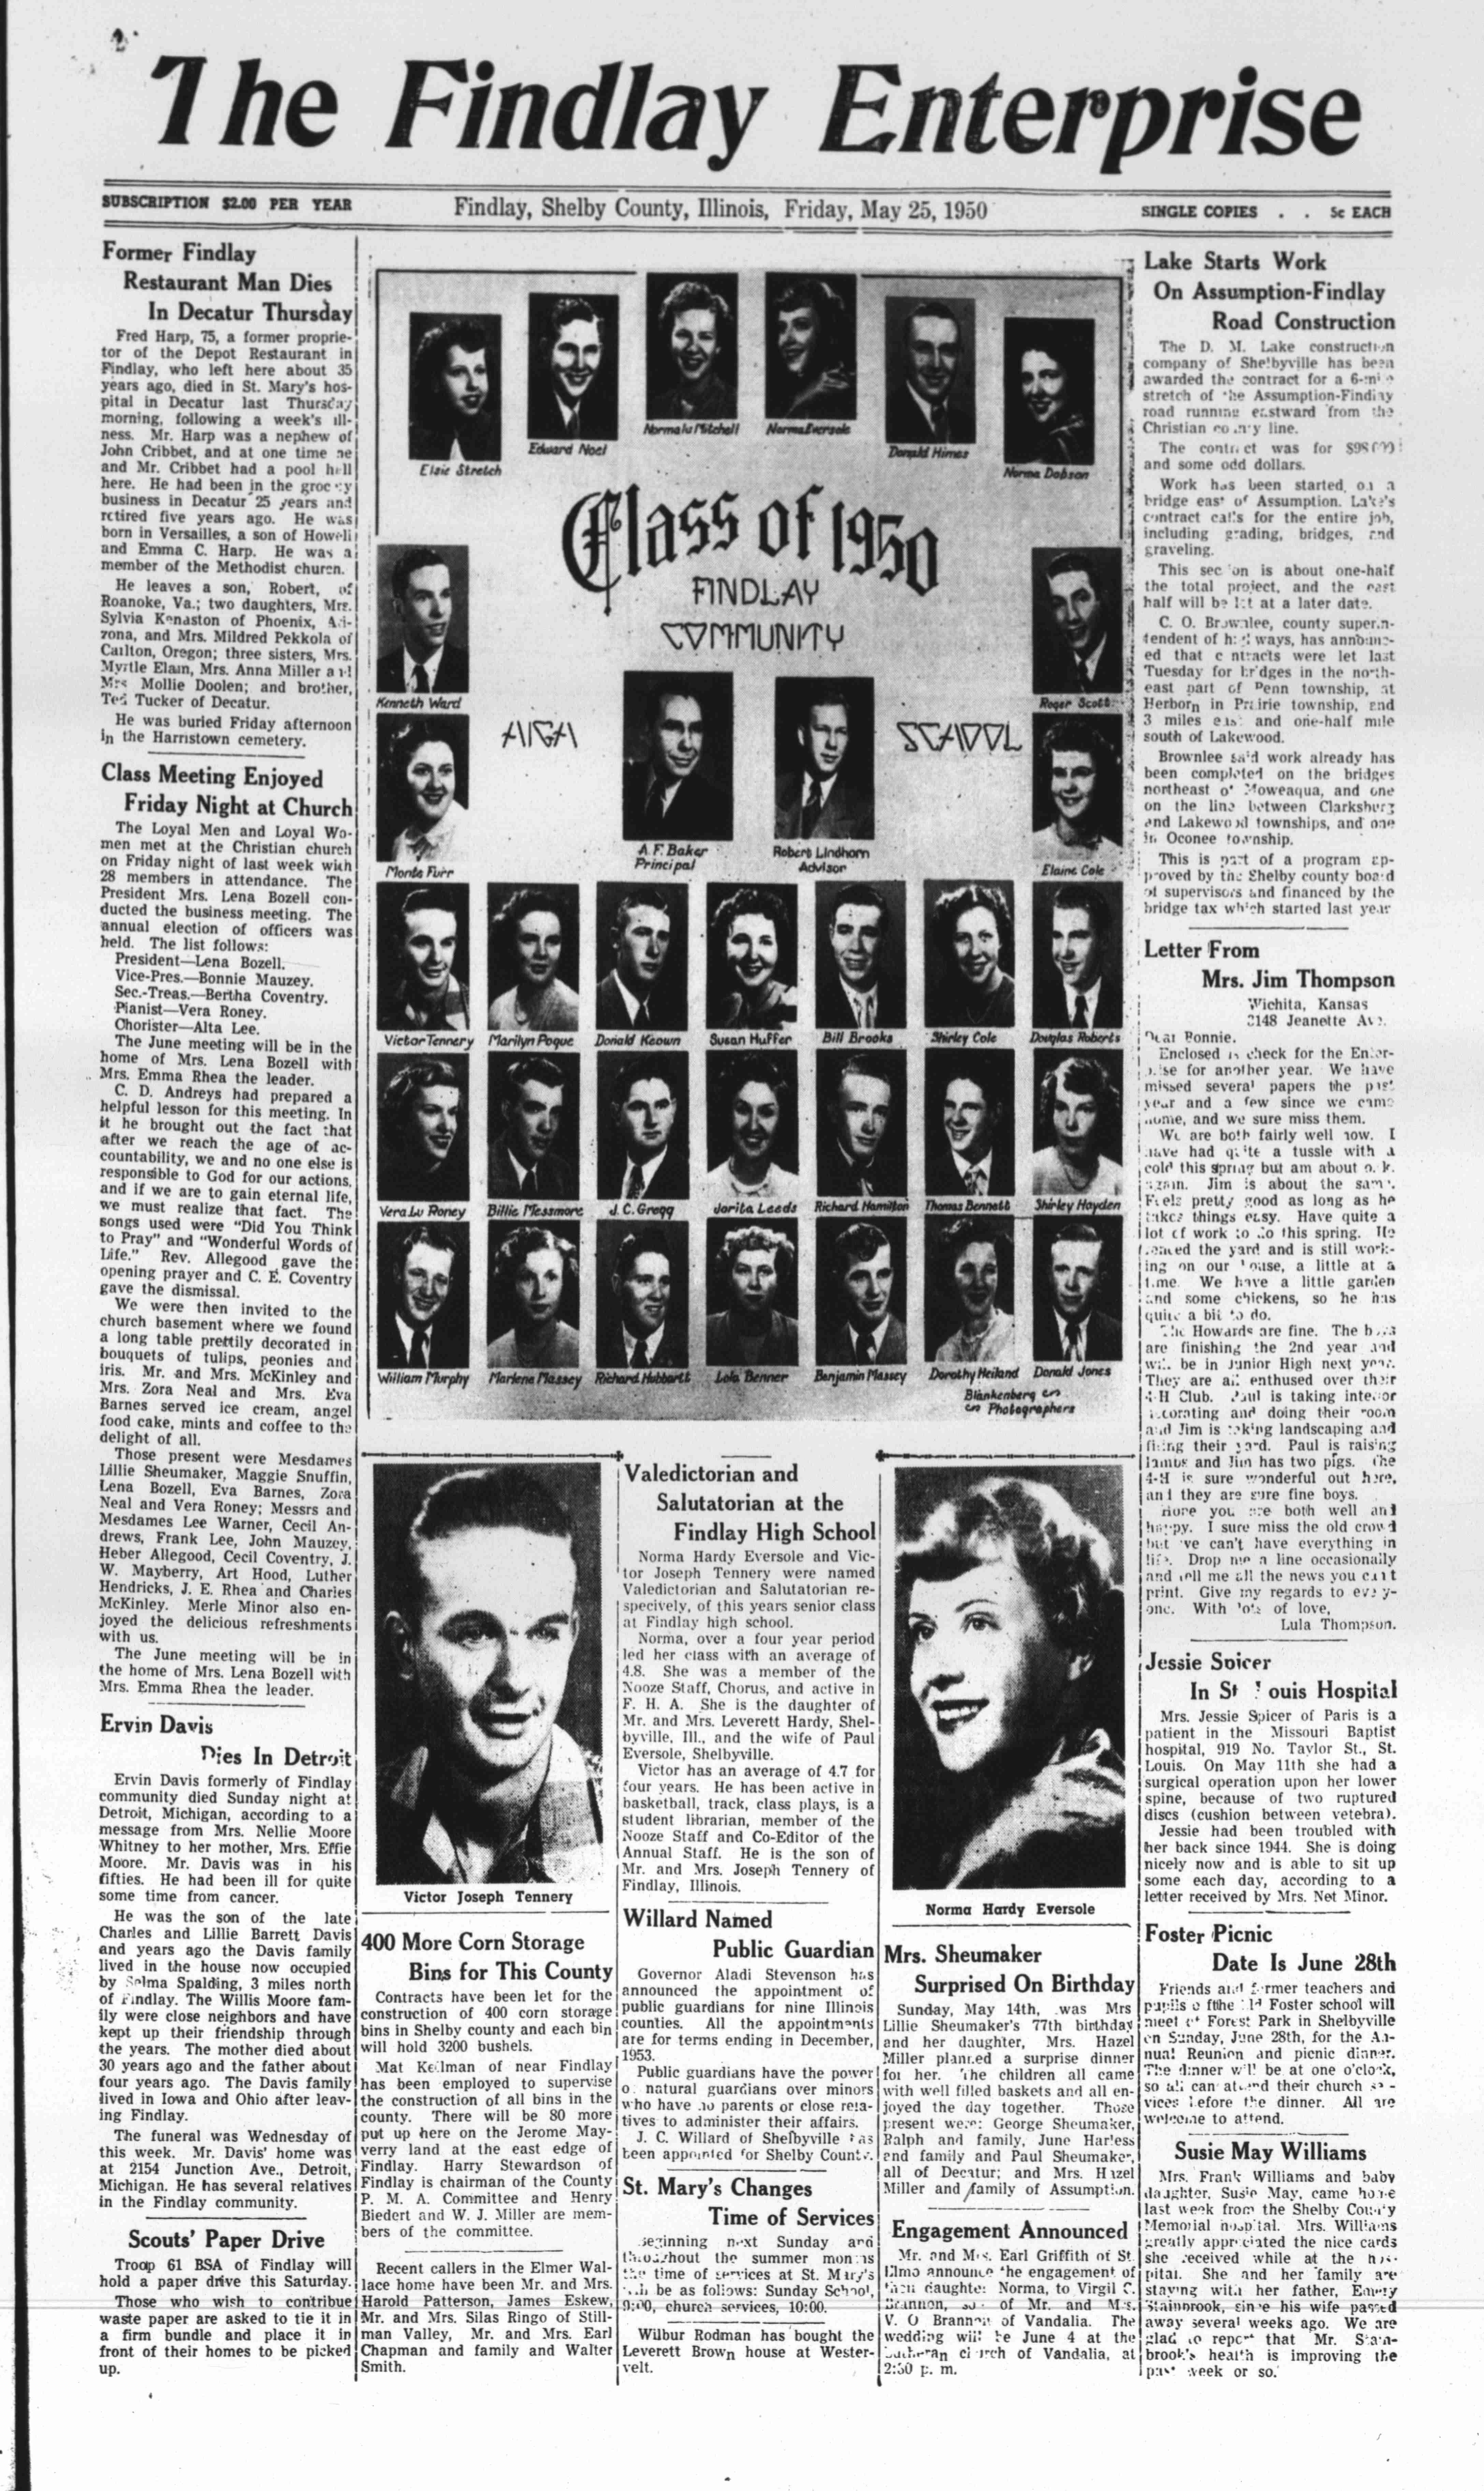 The Findlay Enterprise
SUBSCRIPTION $2.00 PER YEAR
Findlay, Shelby County, Illinois, Friday, May 25, 1950
SINGLE COPIES . . 5c EACH
Former Findlay
Restaurant Man Dies
In Decatur Thursday
Fred Harp, 75, a former proprie-
tor of the Depot Restaurant in
Findlay, who left here about 35
years ago, died in St. Mary's hos-
pital in Decatur last Thursday
morning, following a week's ill-
ness. Mr. Harp was a nephew of
John Cribbet, and at one time he
and Mr. Cribbet had a pool hall
here. He had been in the grocery
business in Decatur 25 years and
retired five years ago. He was
born in Versailles, a son of Howell
and Emma C. Harp. He was a
member of the Methodist church.
He leaves a son, Robert, of
Roanoke, Va.; two daughters, Mrs.
Sylvia Kenaston of Phoenix, Ari-
zona, and Mrs. Mildred Pekkola of
Carlton, Oregon; three sisters, Mrs.
Myrtle Elam, Mrs. Anna Miller and
Mrs Mollie Doolen; and brother,
Ted Tucker of Decatur.
He was buried Friday afternoon
in the Harristown cemetery.
Class Meeting Enjoyed
Friday Night at Church
The Loyal Men and Loyal Wo-
men met at the Christian church
on Friday night of last week with
28 members in attendance. The
President Mrs. Lena Bozell con-
ducted the business meeting. The
annual election of officers was
held. The list follows:
President—Lena Bozell.
Vice-Pres.—Bonnie Mauzey.
Sec.-Treas.—Bertha Coventry.
Pianist—Vera Roney.
Chorister—Alta Lee.
The June meeting will be in the
home of Mrs. Lena Bozell with
Mrs. Emma Rhea the leader.
C. D. Andreys had prepared a
helpful lesson for this meeting. In
it he brought out the fact that
after we reach the age of ac-
countability, we and no one else is
responsible to God for our actions,
and if we are to gain eternal life,
we must realize that fact. The
songs used were "Did You Think
to Pray" and "Wonderful Words of
Life." Rev. Allegood gave the
opening prayer and C. E. Coventry
gave the dismissal.
We were then invited to the
church basement where we found
a long table prettily decorated in
bouquets of tulips, peonies and
iris. Mr. and Mrs. McKinley and
Mrs. Zora Neal and Mrs. Eva
Barnes served ice cream, angel
food cake, mints and coffee to the
delight of all.
Those present were Mesdames
Lillie Sheumaker, Maggie Snuffin,
Lena Bozell, Eva Barnes, Zora
Neal and Vera Roney; Messrs and
Mesdames Lee Warner, Cecil An-
drews, Frank Lee, John Mauzey,
Heber Allegood, Cecil Coventry, J.
W. Mayberry, Art Hood, Luther
Hendricks, J. E. Rhea and Charles
McKinley. Merle Minor also en-
joyed the delicious refreshments
with us.
The June meeting will be in
the home of Mrs. Lena Bozell with
Mrs. Emma Rhea the leader.
Ervin Davis
Dies In Detroit
Ervin Davis formerly of Findlay
community died Sunday night at
Detroit, Michigan, according to a
message from Mrs. Nellie Moore
Whitney to her mother, Mrs. Effie
Moore. Mr. Davis was in his
fifties. He had been ill for quite
some time from cancer.
He was the son of the late
Charles and Lillie Barrett Davis
and years ago the Davis family
lived in the house now occupied
by Selma Spalding, 3 miles north
of Findlay. The Willis Moore fam-
ily were close neighbors and have
kept up their friendship through
the years. The mother died about
30 years ago and the father about
four years ago. The Davis family
lived in Iowa and Ohio after leav-
ing Findlay.
The funeral was Wednesday of
this week. Mr. Davis' home was
at 2154 Junction Ave., Detroit,
Michigan. He has several relatives
in the Findlay community.
Scouts' Paper Drive
Troop 61 BSA of Findlay will
hold a paper drive this Saturday.
Those who wish to contribute
waste paper are asked to tie it in
a firm bundle and place it in
front of their homes to be picked
up.
Elsie Stretch
Edward Noel
Norma Lu Mitchell
Norma Eversole
Donald Himes
Norma Dobson
Class of 1950
FINDLAY
COMMUNITY
HIGH
SCHOOL
Kenneth Ward
Roger Scott
Monta Furr
A. F. Baker
Principal
Robert Lindhorn
Advisor
Elaine Cole
Victor Tennery
Marilyn Pogue
Donald Keown
Susan Huffer
Bill Brooks
Shirley Cole
Douglas Roberts
Vera Lu Roney
Billie Messmore
J. C. Gregg
Jorita Leeds
Richard Hamilton
Thomas Bennett
Shirley Hayden
William Murphy
Marlene Massey
Richard Hubbartt
Lola Benner
Benjamin Massey
Dorothy Heiland
Donald Jones
Blankenberg
Photographers
Victor Joseph Tennery
400 More Corn Storage
Bins for This County
Contracts have been let for the
construction of 400 corn storage
bins in Shelby county and each bin
will hold 3200 bushels.
Mat Keilman of near Findlay
has been employed to supervise
the construction of all bins in the
county. There will be 80 more
put up here on the Jerome May-
verry land at the east edge of
Findlay. Harry Stewardson of
Findlay is chairman of the County
P. M. A. Committee and Henry
Biedert and W. J. Miller are mem-
bers of the committee.
Recent callers in the Elmer Wal-
lace home have been Mr. and Mrs.
Harold Patterson, James Eskew,
Mr. and Mrs. Silas Ringo of Still-
man Valley, Mr. and Mrs. Earl
Chapman and family and Walter
Smith.
Valedictorian and
Salutatorian at the
Findlay High School
Norma Hardy Eversole and Vic-
tor Joseph Tennery were named
Valedictorian and Salutatorian re-
specively, of this years senior class
at Findlay high school.
Norma, over a four year period
led her class with an average of
4.8. She was a member of the
Nooze Staff, Chorus, and active in
F. H. A. She is the daughter of
Mr. and Mrs. Leverett Hardy, Shel-
byville, Ill., and the wife of Paul
Eversole, Shelbyville.
Victor has an average of 4.7 for
four years. He has been active in
basketball, track, class plays, is a
student librarian, member of the
Nooze Staff and Co-Editor of the
Annual Staff. He is the son of
Mr. and Mrs. Joseph Tennery of
Findlay, Illinois.
Willard Named
Public Guardian
Governor Aladi Stevenson has
announced the appointment of
public guardians for nine Illinois
counties. All the appointments
are for terms ending in December,
1953.
Public guardians have the power
o. natural guardians over minors
who have no parents or close rela-
tives to administer their affairs.
J. C. Willard of Shelbyville has
been appointed for Shelby County.
St. Mary's Changes
Time of Services
Beginning next Sunday and
throughout the summer months
the time of services at St. Mary's
will be as follows: Sunday School,
9:00, church services, 10:00.
Wilbur Rodman has bought the
Leverett Brown house at Wester-
velt.
Norma Hardy Eversole
Mrs. Sheumaker
Surprised On Birthday
Sunday, May 14th, was Mrs
Lillie Sheumaker's 77th birthday
and her daughter, Mrs. Hazel
Miller planned a surprise dinner
for her. The children all came
with well filled baskets and all en-
joyed the day together. Those
present were: George Sheumaker,
Ralph and family, June Harless
and family and Paul Sheumaker,
all of Decatur; and Mrs. Hazel
Miller and family of Assumption.
Engagement Announced
Mr. and Mrs. Earl Griffith of St.
Elmo announce the engagement of
their daughter Norma, to Virgil C.
Brannon, son of Mr. and Mrs.
V. O Brannon of Vandalia. The
wedding will be June 4 at the
Lutheran church of Vandalia, at
2:30 p. m.
Lake Starts Work
On Assumption-Findlay
Road Construction
The D. M. Lake construction
company of Shelbyville has been
awarded the contract for a 6-mile
stretch of the Assumption-Findlay
road running eastward from the
Christian county line.
The contract was for
and some odd dollars.
Work has been started on a
bridge east of Assumption. Lake's
contract calls for the entire job,
including grading, bridges, and
graveling.
This section is about one-half
the total project, and the east
half will be let at a later date.
C. O. Brownlee, county superin-
tendent of highways, has announc-
ed that contracts were let last
Tuesday for bridges in the north-
east part of Penn township, at
Herborn in Prairie township, and
3 miles east and one-half mile
south of Lakewood.
Brownlee said work already has
been completed on the bridges
northeast of Moweaqua, and one
on the line between Clarksburg
and Lakewood townships, and one
in Oconee township.
This is part of a program ap-
proved by the Shelby county board
of supervisors and financed by the
bridge tax which started last year
Letter From
Mrs. Jim Thompson
Wichita, Kansas
2148 Jeanette Ave.
Dear Bonnie.
Enclosed is check for the Enter-
prise for another year. We have
missed several papers the past
year and a few since we came
home, and we sure miss them.
We are both fairly well now. I
have had quite a tussle with a
cold this spring but am about o. k.
again. Jim is about the same.
Feels pretty good as long as he
takes things easy. Have quite a
lot of work to do this spring. He
the yard and is still work-
ing on our house, a little at a
time. We have a little garden
and some chickens, so he has
quite a bit to do.
The Howards are fine. The boys
are finishing the 2nd year and
will be in Junior High next year.
They are all enthused over their
4-H Club. Paul is taking interior
decorating and doing their room
and Jim is taking landscaping and
fixing their yard. Paul is raising
lambs and Jim has two pigs. The
4-H is sure wonderful out here,
and they are sure fine boys.
Hope you are both well and
happy. I sure miss the old crowd
but we can't have everything in
life. Drop me a line occasionally
and tell me all the news you can't
print. Give my regards to every-
one. With lots of love,
Lula Thompson.
Jessie Spicer
In St Louis Hospital
Mrs. Jessie Spicer of Paris is a
patient in the Missouri Baptist
hospital, 919 No. Taylor St., St.
Louis. On May 11th she had a
surgical operation upon her lower
spine, because of two ruptured
discs (cushion between vetebra).
Jessie had been troubled with
her back since 1944. She is doing
nicely now and is able to sit up
some each day, according to a
letter received by Mrs. Net Minor.
Foster Picnic
Date Is June 28th
Friends and former teachers and
pupils o fthe old Foster school will
meet at Forest Park in Shelbyville
on Sunday, June 28th, for the An-
nual Reunion and picnic dinner.
The dinner will be at one o'clock,
so all can attend their church ser-
vices before the dinner. All are
welcome to attend.
Susie May Williams
Mrs. Frank Williams and baby
daughter, Susie May, came home
last week from the Shelby County
Memorial hospital. Mrs. Williams
greatly appreciated the nice cards
she received while at the hos-
pital. She and her family are
staying with her father, Emery
Stainbrook, since his wife passed
away several weeks ago. We are
glad to report that Mr. Stain-
brook's health is improving the
past week or so.